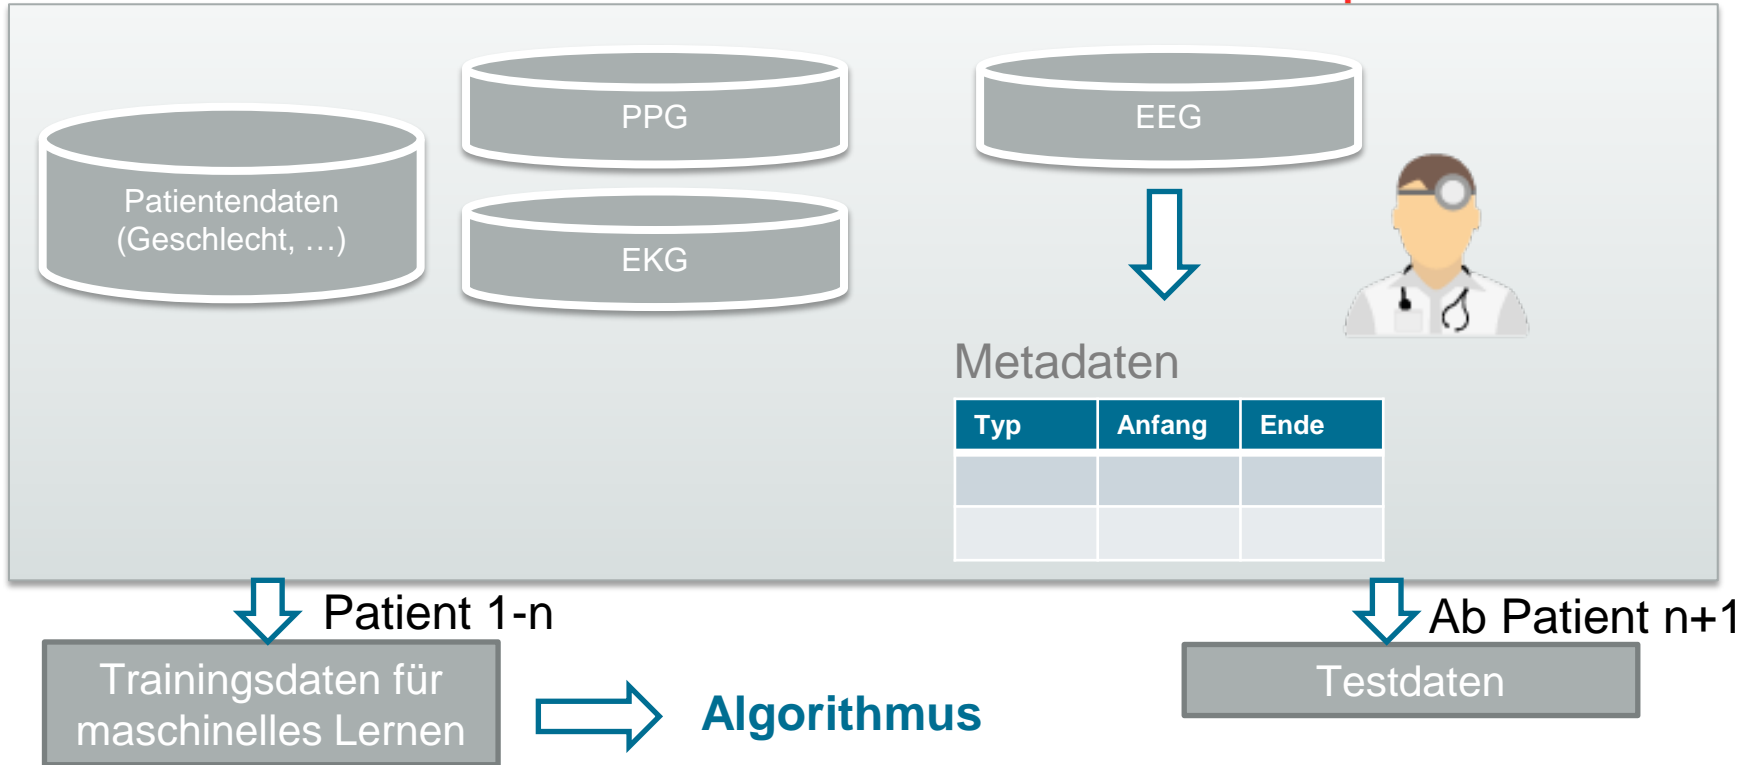 PPG
EEG
Patientendaten
(Geschlecht, …)
EKG
Metadaten
Typ Anfang Ende
Patient 1-n
Ab Patient n+1
Trainingsdaten für
maschinelles Lernen
Algorithmus
Testdaten